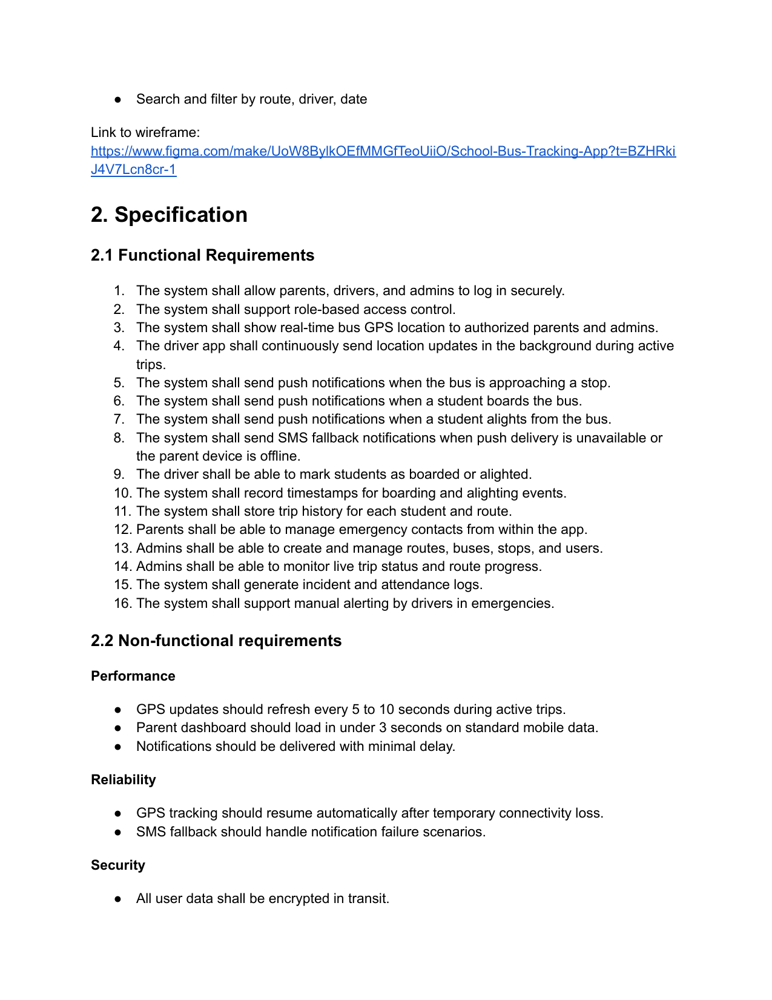 ● Search and filter by route, driver, date
Link to wireframe:
https://www.figma.com/make/UoW8BylkOEfMMGfTeoUiiO/School-Bus-Tracking-App?t=BZHRki
J4V7Lcn8cr-1
2. Specification
2.1 Functional Requirements
1. The system shall allow parents, drivers, and admins to log in securely.
2. The system shall support role-based access control.
3. The system shall show real-time bus GPS location to authorized parents and admins.
4. The driver app shall continuously send location updates in the background during active
trips.
5. The system shall send push notifications when the bus is approaching a stop.
6. The system shall send push notifications when a student boards the bus.
7. The system shall send push notifications when a student alights from the bus.
8. The system shall send SMS fallback notifications when push delivery is unavailable or
the parent device is offline.
9. The driver shall be able to mark students as boarded or alighted.
10. The system shall record timestamps for boarding and alighting events.
11. The system shall store trip history for each student and route.
12. Parents shall be able to manage emergency contacts from within the app.
13. Admins shall be able to create and manage routes, buses, stops, and users.
14. Admins shall be able to monitor live trip status and route progress.
15. The system shall generate incident and attendance logs.
16. The system shall support manual alerting by drivers in emergencies.
2.2 Non-functional requirements
Performance
● GPS updates should refresh every 5 to 10 seconds during active trips.
● Parent dashboard should load in under 3 seconds on standard mobile data.
● Notifications should be delivered with minimal delay.
Reliability
● GPS tracking should resume automatically after temporary connectivity loss.
● SMS fallback should handle notification failure scenarios.
Security
● All user data shall be encrypted in transit.